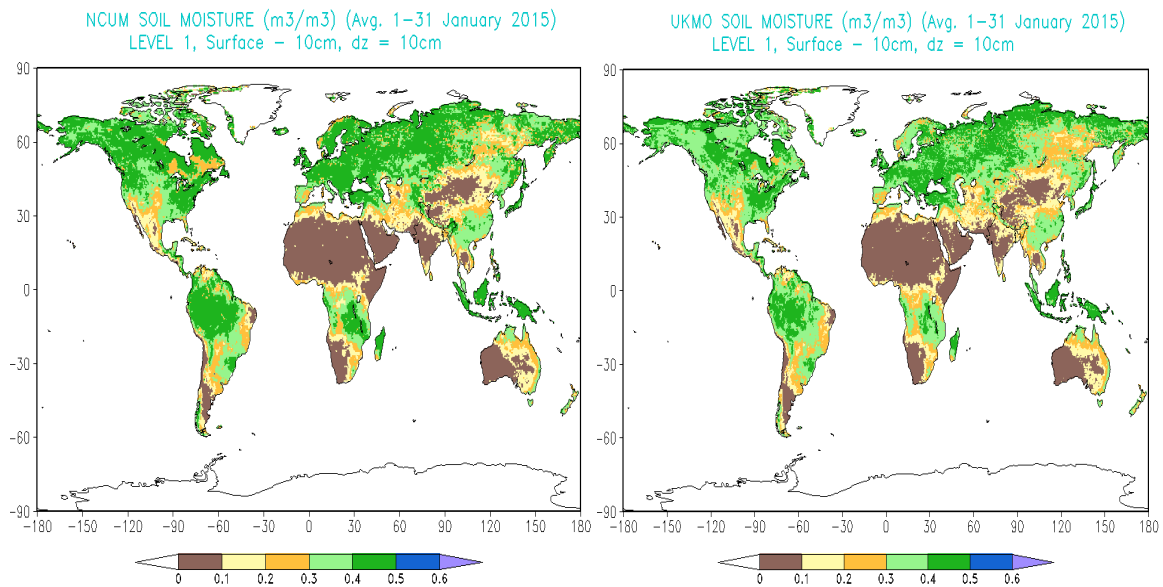 NCUM SOIL MOISTURE (m3/m3) (Avg. 1-31 January 2015)
LEVEL 1, Surface - 10cm, dz = 10cm
90
60
30
0
-30
-60
-90
-180 -150 -120 -90 -60 -30 0 30 60 90 120 150 180
0 0.1 0.2 0.3 0.4 0.5 0.6
UKMO SOIL MOISTURE (m3/m3) (Avg. 1-31 January 2015)
LEVEL 1, Surface - 10cm, dz = 10cm
90
60
30
0
-30
-60
-90
-180 -150 -120 -90 -60 -30 0 30 60 90 120 150 180
0 0.1 0.2 0.3 0.4 0.5 0.6